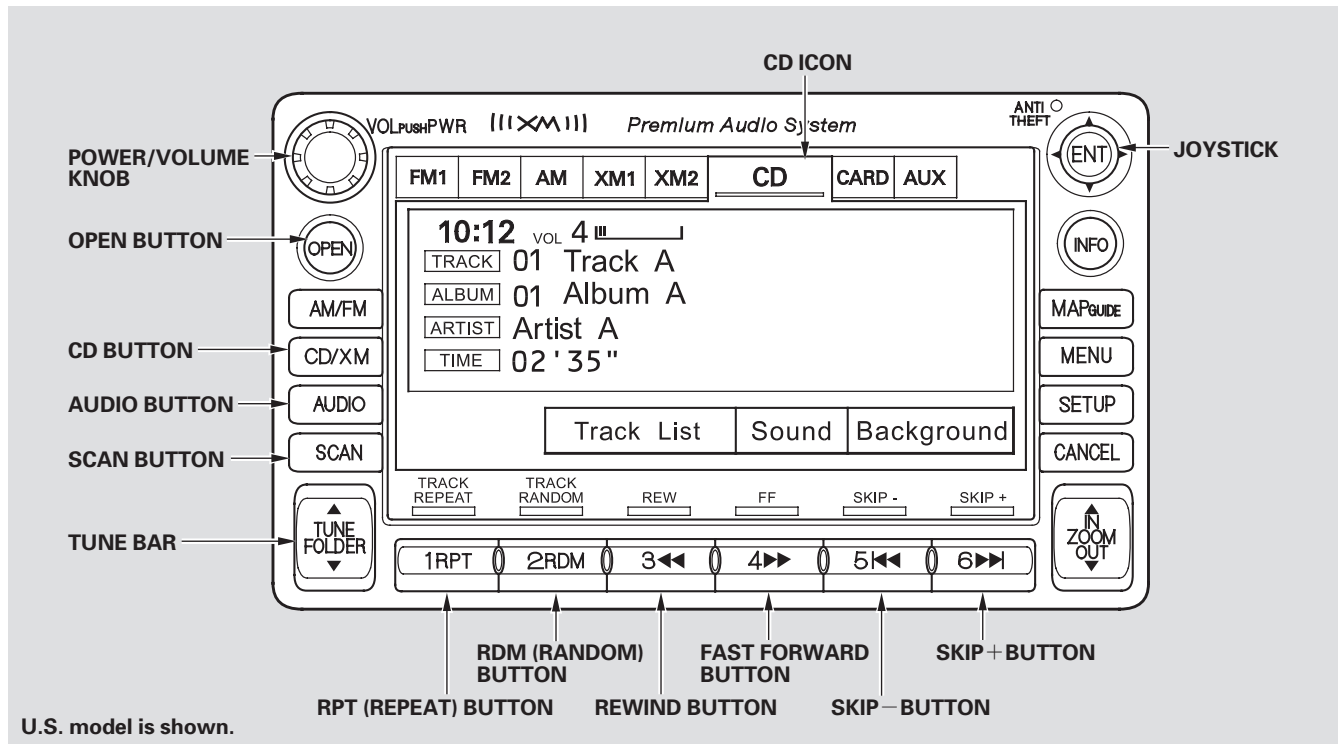 CD ICON
VOL PUSH PWR XM Premium Audio System ANTI THEFT
POWER/VOLUME KNOB
ENT
JOYSTICK
FM1 FM2 AM XM1 XM2 CD CARD AUX
OPEN BUTTON
OPEN
10:12 VOL 4
INFO
TRACK 01 Track A
ALBUM 01 Album A
ARTIST Artist A
TIME 02'35"
AM/FM
MAP GUIDE
CD BUTTON
CD/XM
MENU
AUDIO BUTTON
AUDIO
SETUP
Track List Sound Background
SCAN BUTTON
SCAN
CANCEL
TRACK REPEAT TRACK RANDOM REW FF SKIP - SKIP +
TUNE BAR
TUNE FOLDER
IN ZOOM OUT
1RPT 2RDM 3◀◀ 4▶▶ 5|◀◀ 6▶▶|
RDM (RANDOM) BUTTON
FAST FORWARD BUTTON
SKIP+BUTTON
RPT (REPEAT) BUTTON
REWIND BUTTON
SKIP−BUTTON
U.S. model is shown.